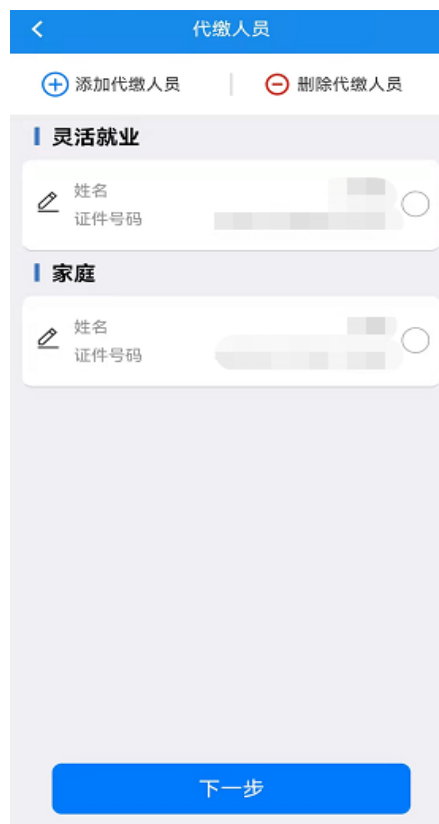 代缴人员
添加代缴人员 删除代缴人员
灵活就业
姓名
证件号码
家庭
姓名
证件号码
下一步